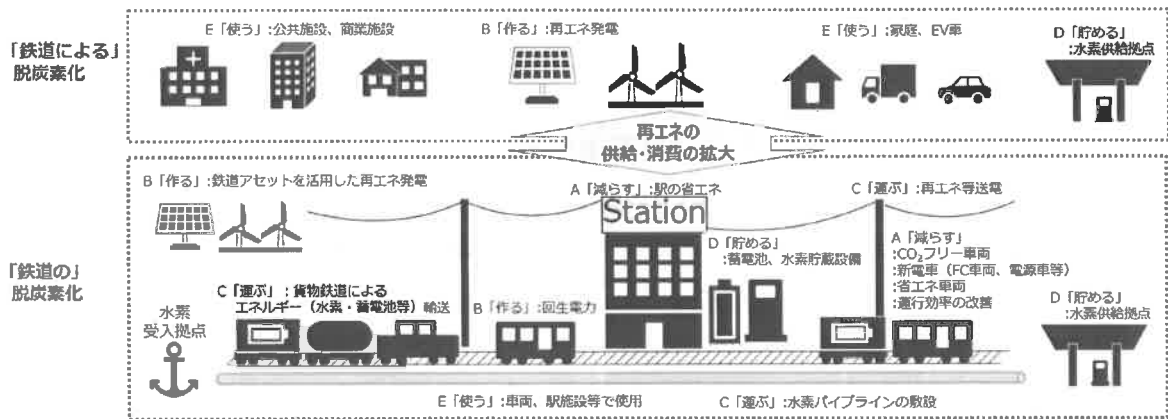 「鉄道による」
脱炭素化
E「使う」:公共施設、商業施設
B「作る」:再エネ発電
E「使う」:家庭、EV車
D「貯める」
:水素供給拠点
再エネの
供給・消費の拡大
「鉄道の」
脱炭素化
B「作る」:鉄道アセットを活用した再エネ発電
A「減らす」:駅の省エネ
C「運ぶ」:再エネ等送電
Station
D「貯める」
:蓄電池、水素貯蔵設備
A「減らす」
:CO₂フリー車両
:新電車(FC車両、電源車等)
:省エネ車両
:運行効率の改善
C「運ぶ」:貨物鉄道による
エネルギー(水素・蓄電池等)輸送
B「作る」:回生電力
水素
受入拠点
D「貯める」
:水素供給拠点
E「使う」:車両、駅施設等で使用
C「運ぶ」:水素パイプラインの敷設